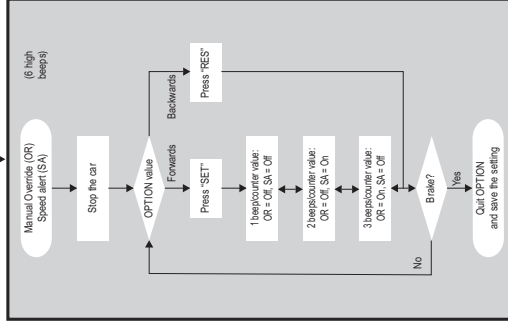 Manual Override (OR)
Speed alert (SA)
(6 high
beeps)
Stop the car
OPTION value
Forwards
Backwards
Press "SET"
Press "RES"
1 beep/counter value:
OR = Off, SA = Off
2 beeps/counter value:
OR = Off, SA = On
3 beeps/counter value:
OR = On, SA = Off
Brake?
No
Yes
Quit OPTION
and save the setting